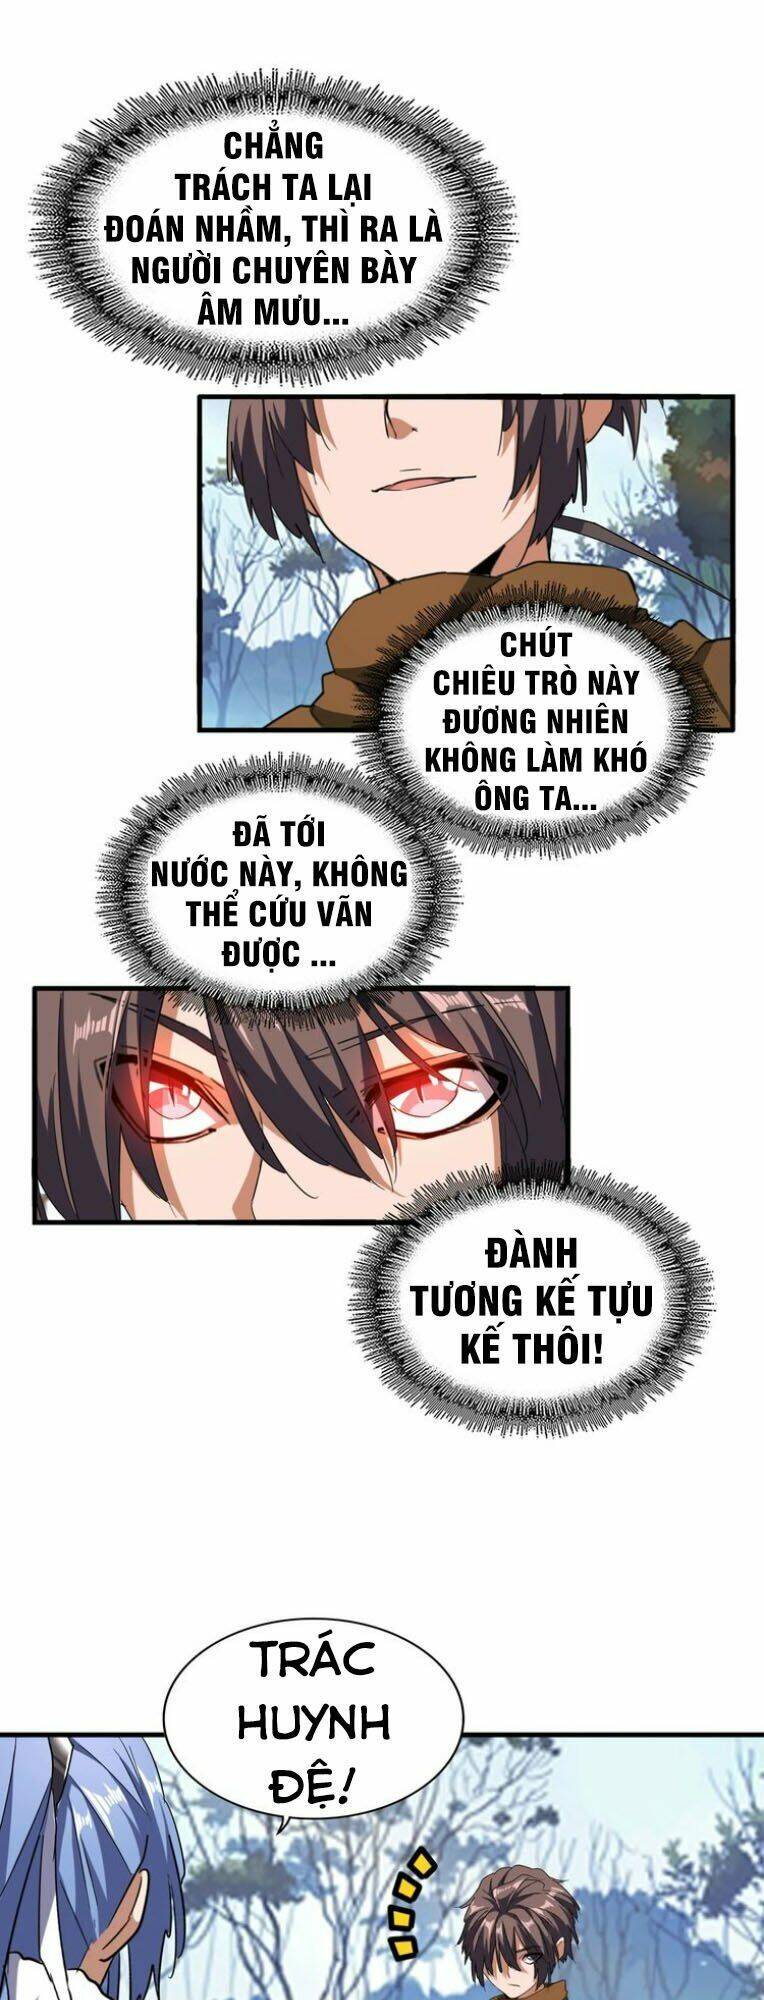 CHẲNG
TRÁCH TA LẠI
ĐOÁN NHẦM, THÌ RA LÀ
NGƯỜI CHUYÊN BÀY
ÂM MƯU...
CHÚT
CHIÊU TRÒ NÀY
ĐƯƠNG NHIÊN
KHÔNG LÀM KHÓ
ÔNG TA...
ĐÃ TỚI
NƯỚC NÀY, KHÔNG
THỂ CỨU VÃN
ĐƯỢC ...
ĐÀNH
TƯƠNG KẾ TỰU
KẾ THÔI!
TRÁC
HUYNH
ĐỆ!